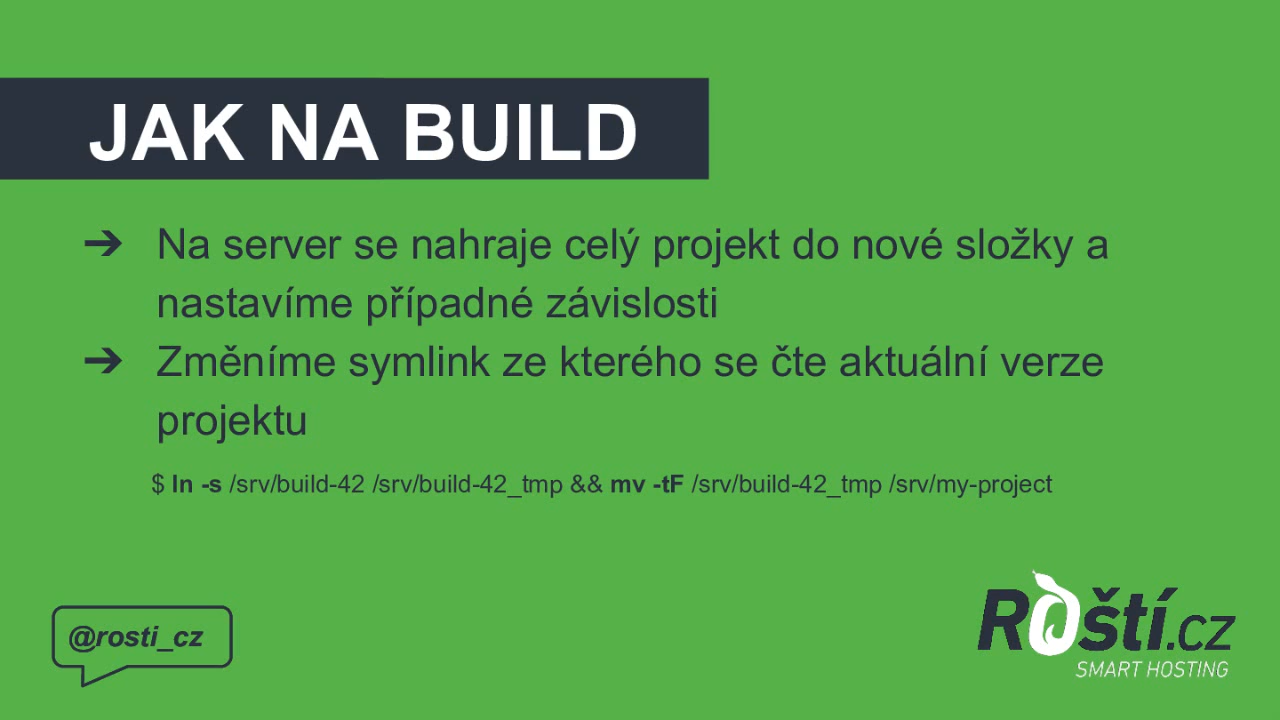 JAK NA BUILD
➔ Na server se nahraje celý projekt do nové složky a
nastavíme případné závislosti
➔ Změníme symlink ze kterého se čte aktuální verze
projektu
$ ln -s /srv/build-42 /srv/build-42_tmp && mv -tF /srv/build-42_tmp /srv/my-project
@rosti_cz
Roští.cz
SMART HOSTING